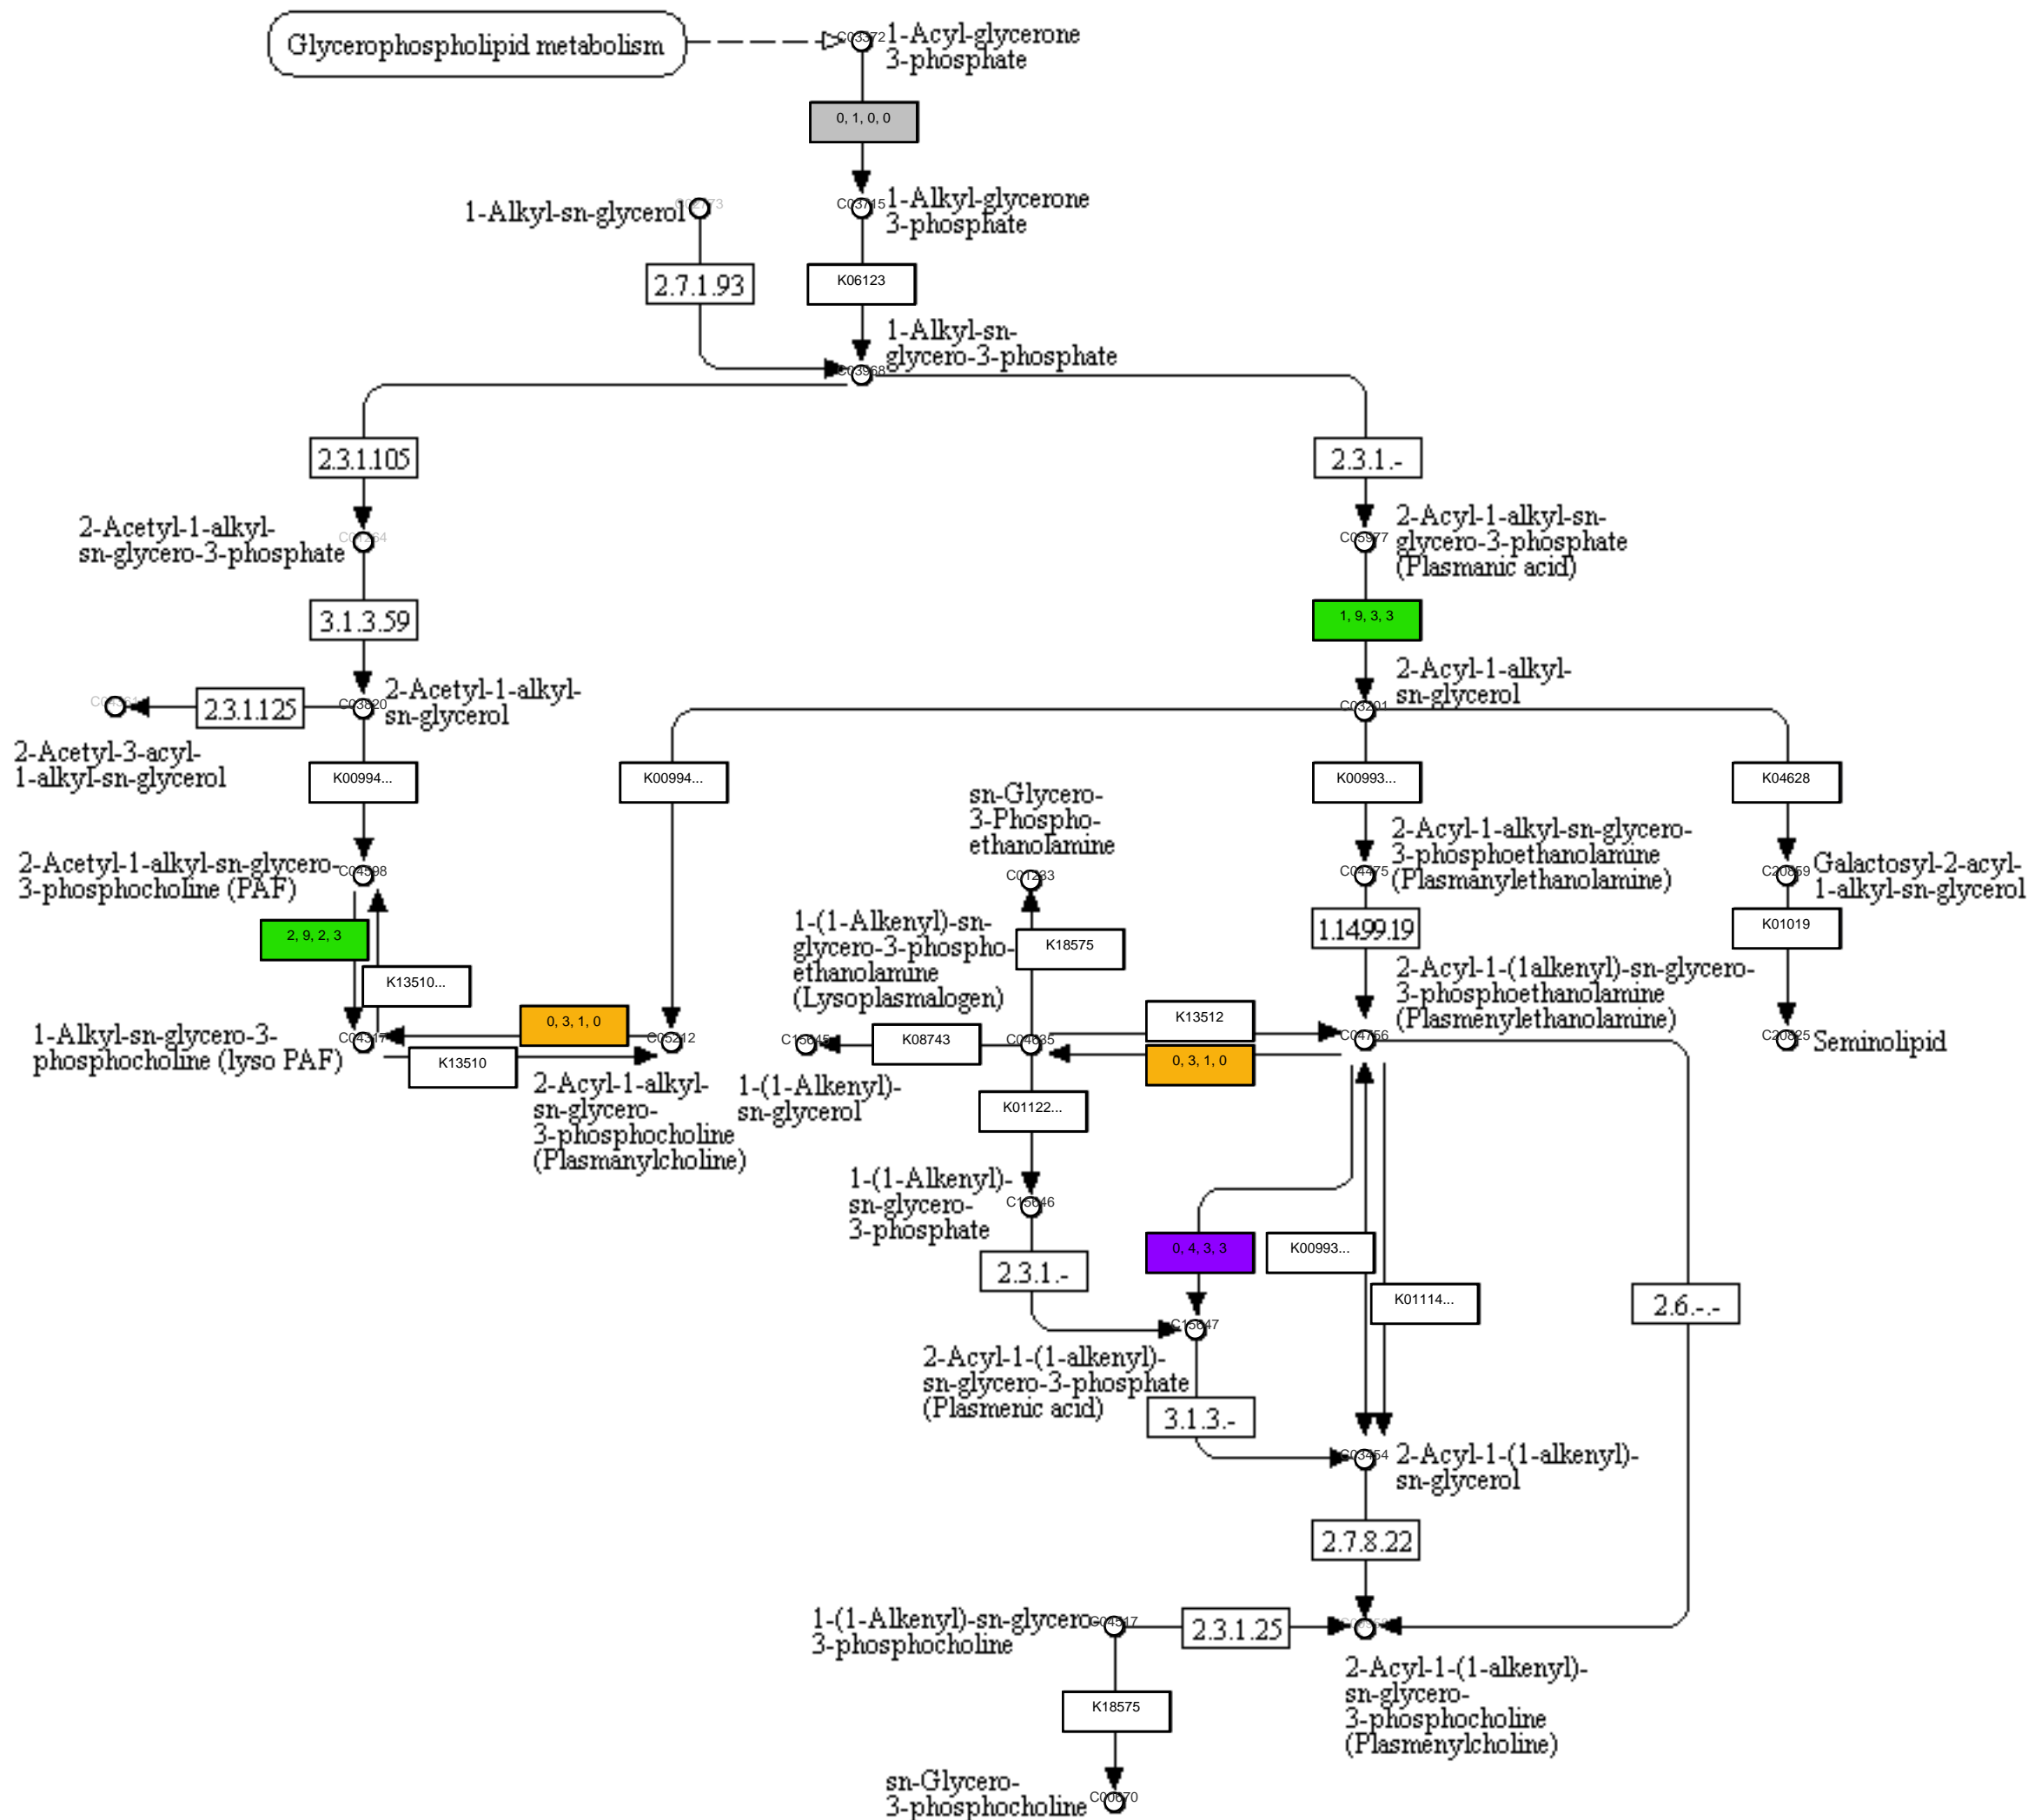 Glycerophospholipid metabolism
C03372
1-Acyl-glycerone
3-phosphate
0, 1, 0, 0
1-Alkyl-sn-glycerol
C03715
1-Alkyl-glycerone
3-phosphate
2.7.1.93
K06123
1-Alkyl-sn-
glycero-3-phosphate
C03968
2.3.1.105
2.3.1.-
2-Acetyl-1-alkyl-
sn-glycero-3-phosphate
C05977
2-Acyl-1-alkyl-sn-
glycero-3-phosphate
(Plasmanic acid)
3.1.3.59
1, 9, 3, 3
2.3.1.125
C03820
2-Acetyl-1-alkyl-
sn-glycerol
C03201
2-Acyl-1-alkyl-
sn-glycerol
2-Acetyl-3-acyl-
1-alkyl-sn-glycerol
K00994...
K00994...
K00993...
K04628
sn-Glycero-
3-Phospho-
ethanolamine
C01233
2-Acetyl-1-alkyl-sn-glycero-
3-phosphocholine (PAF)
C04598
2-Acyl-1-alkyl-sn-glycero-
3-phosphoethanolamine
(Plasmanylethanolamine)
C04475
C20859
Galactosyl-2-acyl-
1-alkyl-sn-glycerol
2, 9, 2, 3
K13510...
1-(1-Alkenyl)-sn-
glycero-3-phospho-
ethanolamine
(Lysoplasmalogen)
K18575
1.14.99.19
K01019
2-Acyl-1-(1alkenyl)-sn-glycero-
3-phosphoethanolamine
(Plasmenylethanolamine)
1-Alkyl-sn-glycero-3-
phosphocholine (lyso PAF)
C04317
0, 3, 1, 0
K13510
C05212
2-Acyl-1-alkyl-
sn-glycero-
3-phosphocholine
(Plasmanylcholine)
C15645
K08743
C04635
K13512
0, 3, 1, 0
C04756
C20825
Seminolipid
1-(1-Alkenyl)-
sn-glycerol
K01122...
1-(1-Alkenyl)-
sn-glycero-
3-phosphate
C15646
0, 4, 3, 3
K00993...
2.3.1.-
K01114...
2.6.-.-
C15647
2-Acyl-1-(1-alkenyl)-
sn-glycero-3-phosphate
(Plasmenic acid)
3.1.3.-
C03454
2-Acyl-1-(1-alkenyl)-
sn-glycerol
2.7.8.22
1-(1-Alkenyl)-sn-glycero-
3-phosphocholine
C04517
2.3.1.25
2-Acyl-1-(1-alkenyl)-
sn-glycero-
3-phosphocholine
(Plasmenylcholine)
K18575
sn-Glycero-
3-phosphocholine
C00670